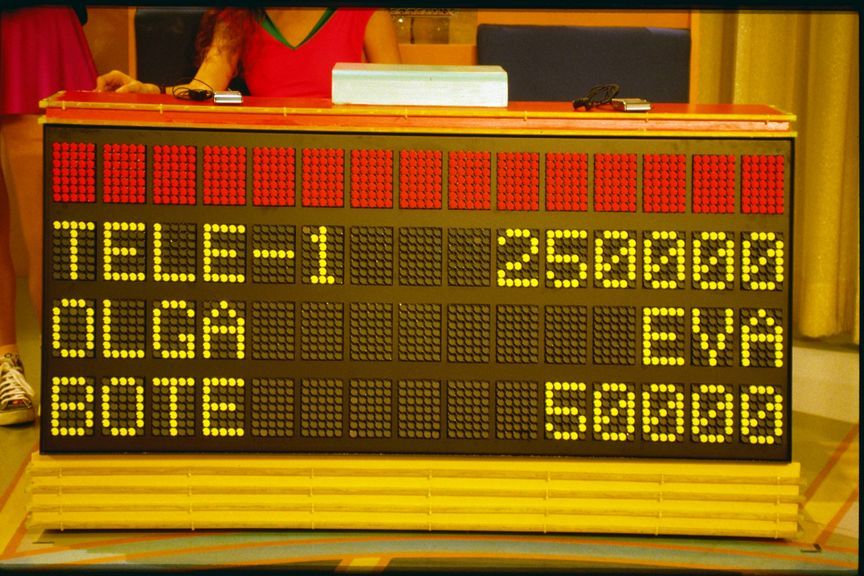 TELE-1 250000
OLGA EVA
BOTE 50000